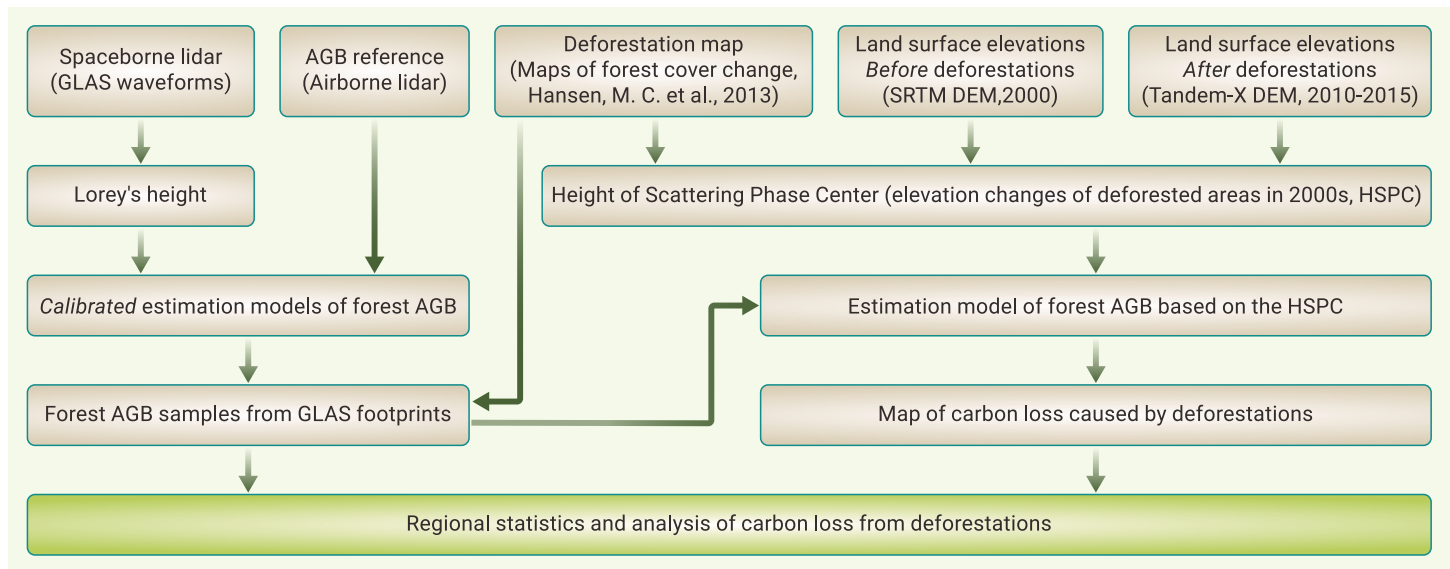 Spaceborne lidar
(GLAS waveforms)
AGB reference
(Airborne lidar)
Deforestation map
(Maps of forest cover change,
Hansen, M. C. et al., 2013)
Land surface elevations
Before deforestations
(SRTM DEM,2000)
Land surface elevations
After deforestations
(Tandem-X DEM, 2010-2015)
Lorey's height
Height of Scattering Phase Center (elevation changes of deforested areas in 2000s, HSPC)
Calibrated estimation models of forest AGB
Estimation model of forest AGB based on the HSPC
Forest AGB samples from GLAS footprints
Map of carbon loss caused by deforestations
Regional statistics and analysis of carbon loss from deforestations